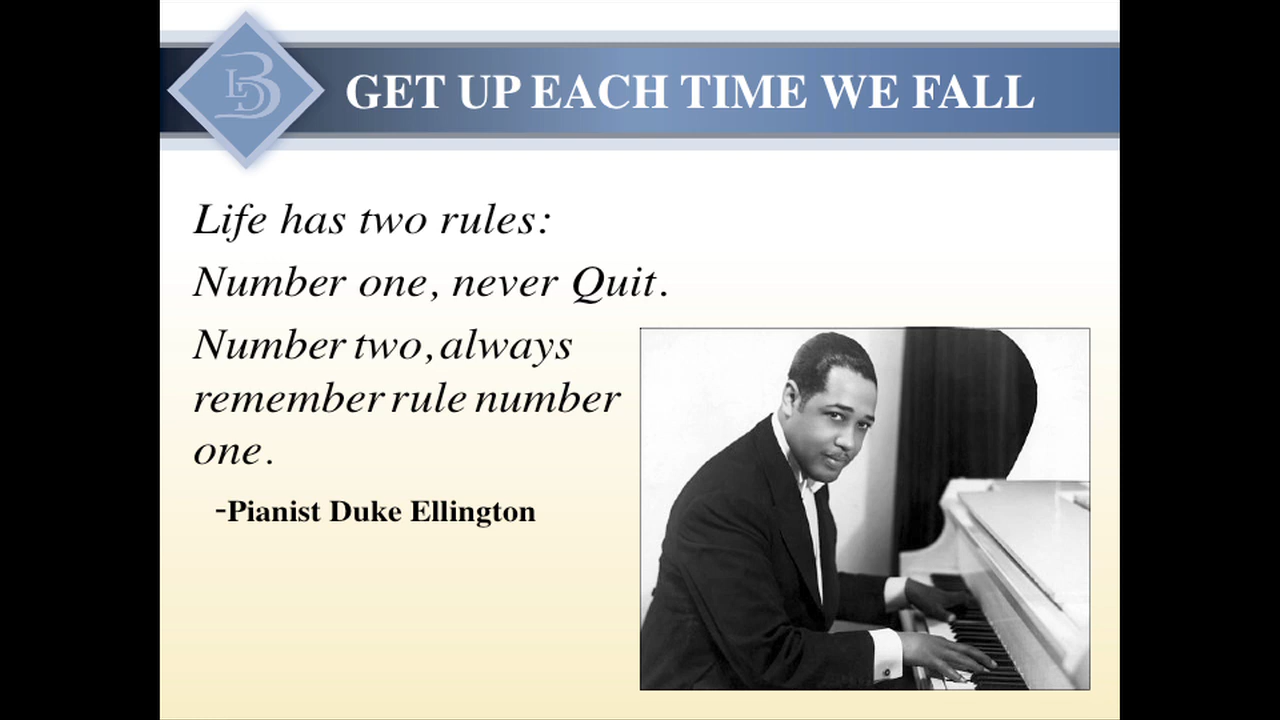 GET UP EACH TIME WE FALL
Life has two rules:
Number one, never Quit.
Number two, always
remember rule number
one.
-Pianist Duke Ellington